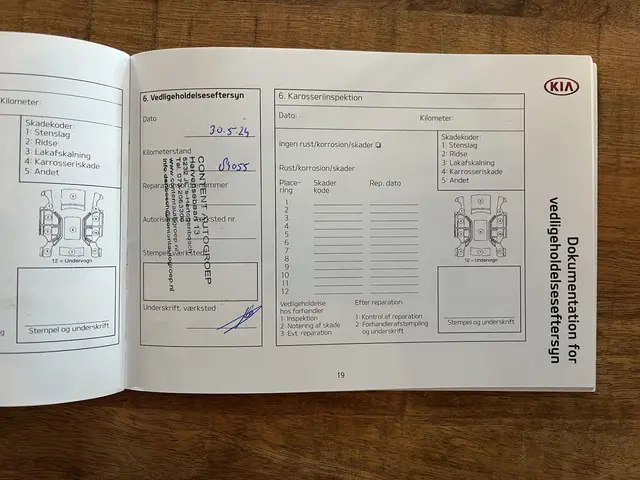 Kilometer:
Skadekoder:
1: Stenslag
2: Ridse
3: Lakafskalning
4: Karrosseriskade
5: Andet
12 = Undervogn
Stempel og underskrift
6. Vedligeholdelseseftersyn
Dato
30.5.24
Kilometerstand
Stempel, værksted
Underskrift, værksted
CONTENT AUTOGROEP
6. Karosseriinspektion
Dato:
Kilometer:
Ingen rust/korrosion/skader
Rust/korrosion/skader
Place-
ring
Skader
kode
Rep. dato
1
2
3
4
5
6
7
8
9
10
11
12
Vedligeholdelse
hos forhandler
1: Inspektion
2: Notering af skade
3: Evt. reparation
Efter reparation
1: Kontrol af reparation
2: Forhandlerafstempling
og underskrift
Skadekoder:
1: Stenslag
2: Ridse
3: Lakafskalning
4: Karrosseriskade
5: Andet
12 = Undervogn
Stempel og underskrift
KIA
Dokumentation for
vedligeholdelseseftersyn
19